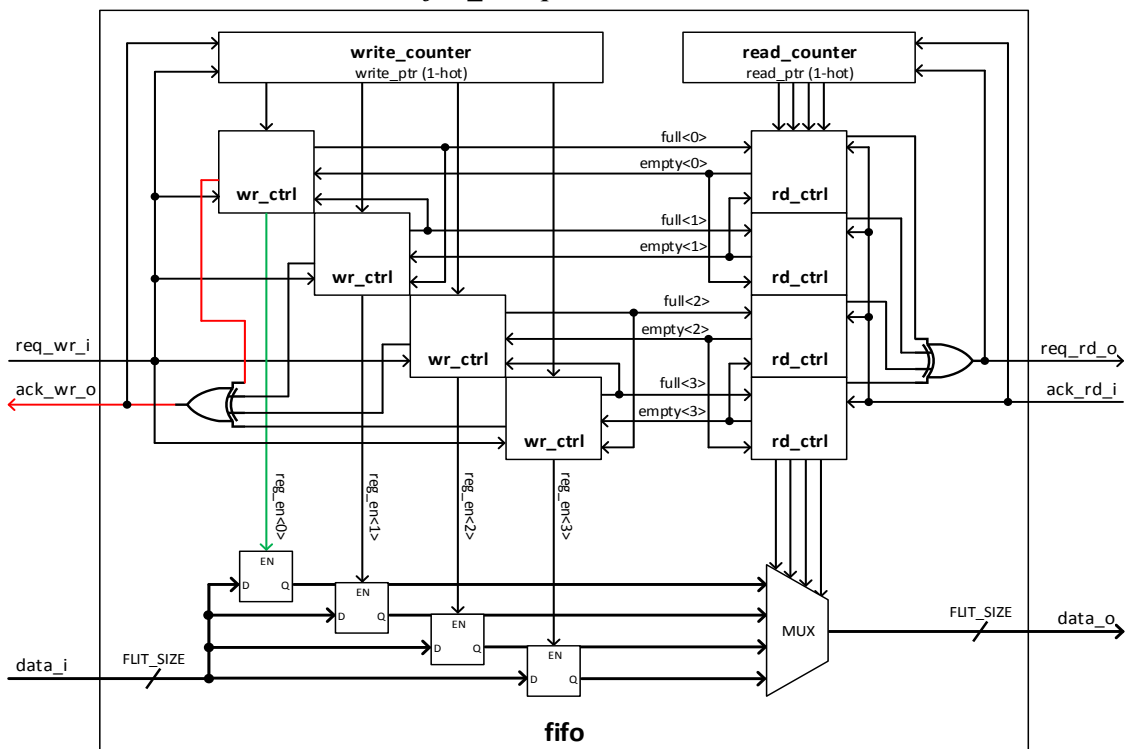 write_counter
write_ptr (1-hot)
read_counter
read_ptr (1-hot)
full<0>
empty<0>
wr_ctrl
rd_ctrl
full<1>
empty<1>
wr_ctrl
rd_ctrl
full<2>
empty<2>
wr_ctrl
rd_ctrl
req_wr_i
req_rd_o
full<3>
ack_wr_o
ack_rd_i
empty<3>
wr_ctrl
rd_ctrl
reg_en<0>
reg_en<1>
reg_en<2>
reg_en<3>
EN
D Q
EN
D Q
EN
D Q
EN
D Q
MUX
FLIT_SIZE
data_o
data_i
FLIT_SIZE
fifo